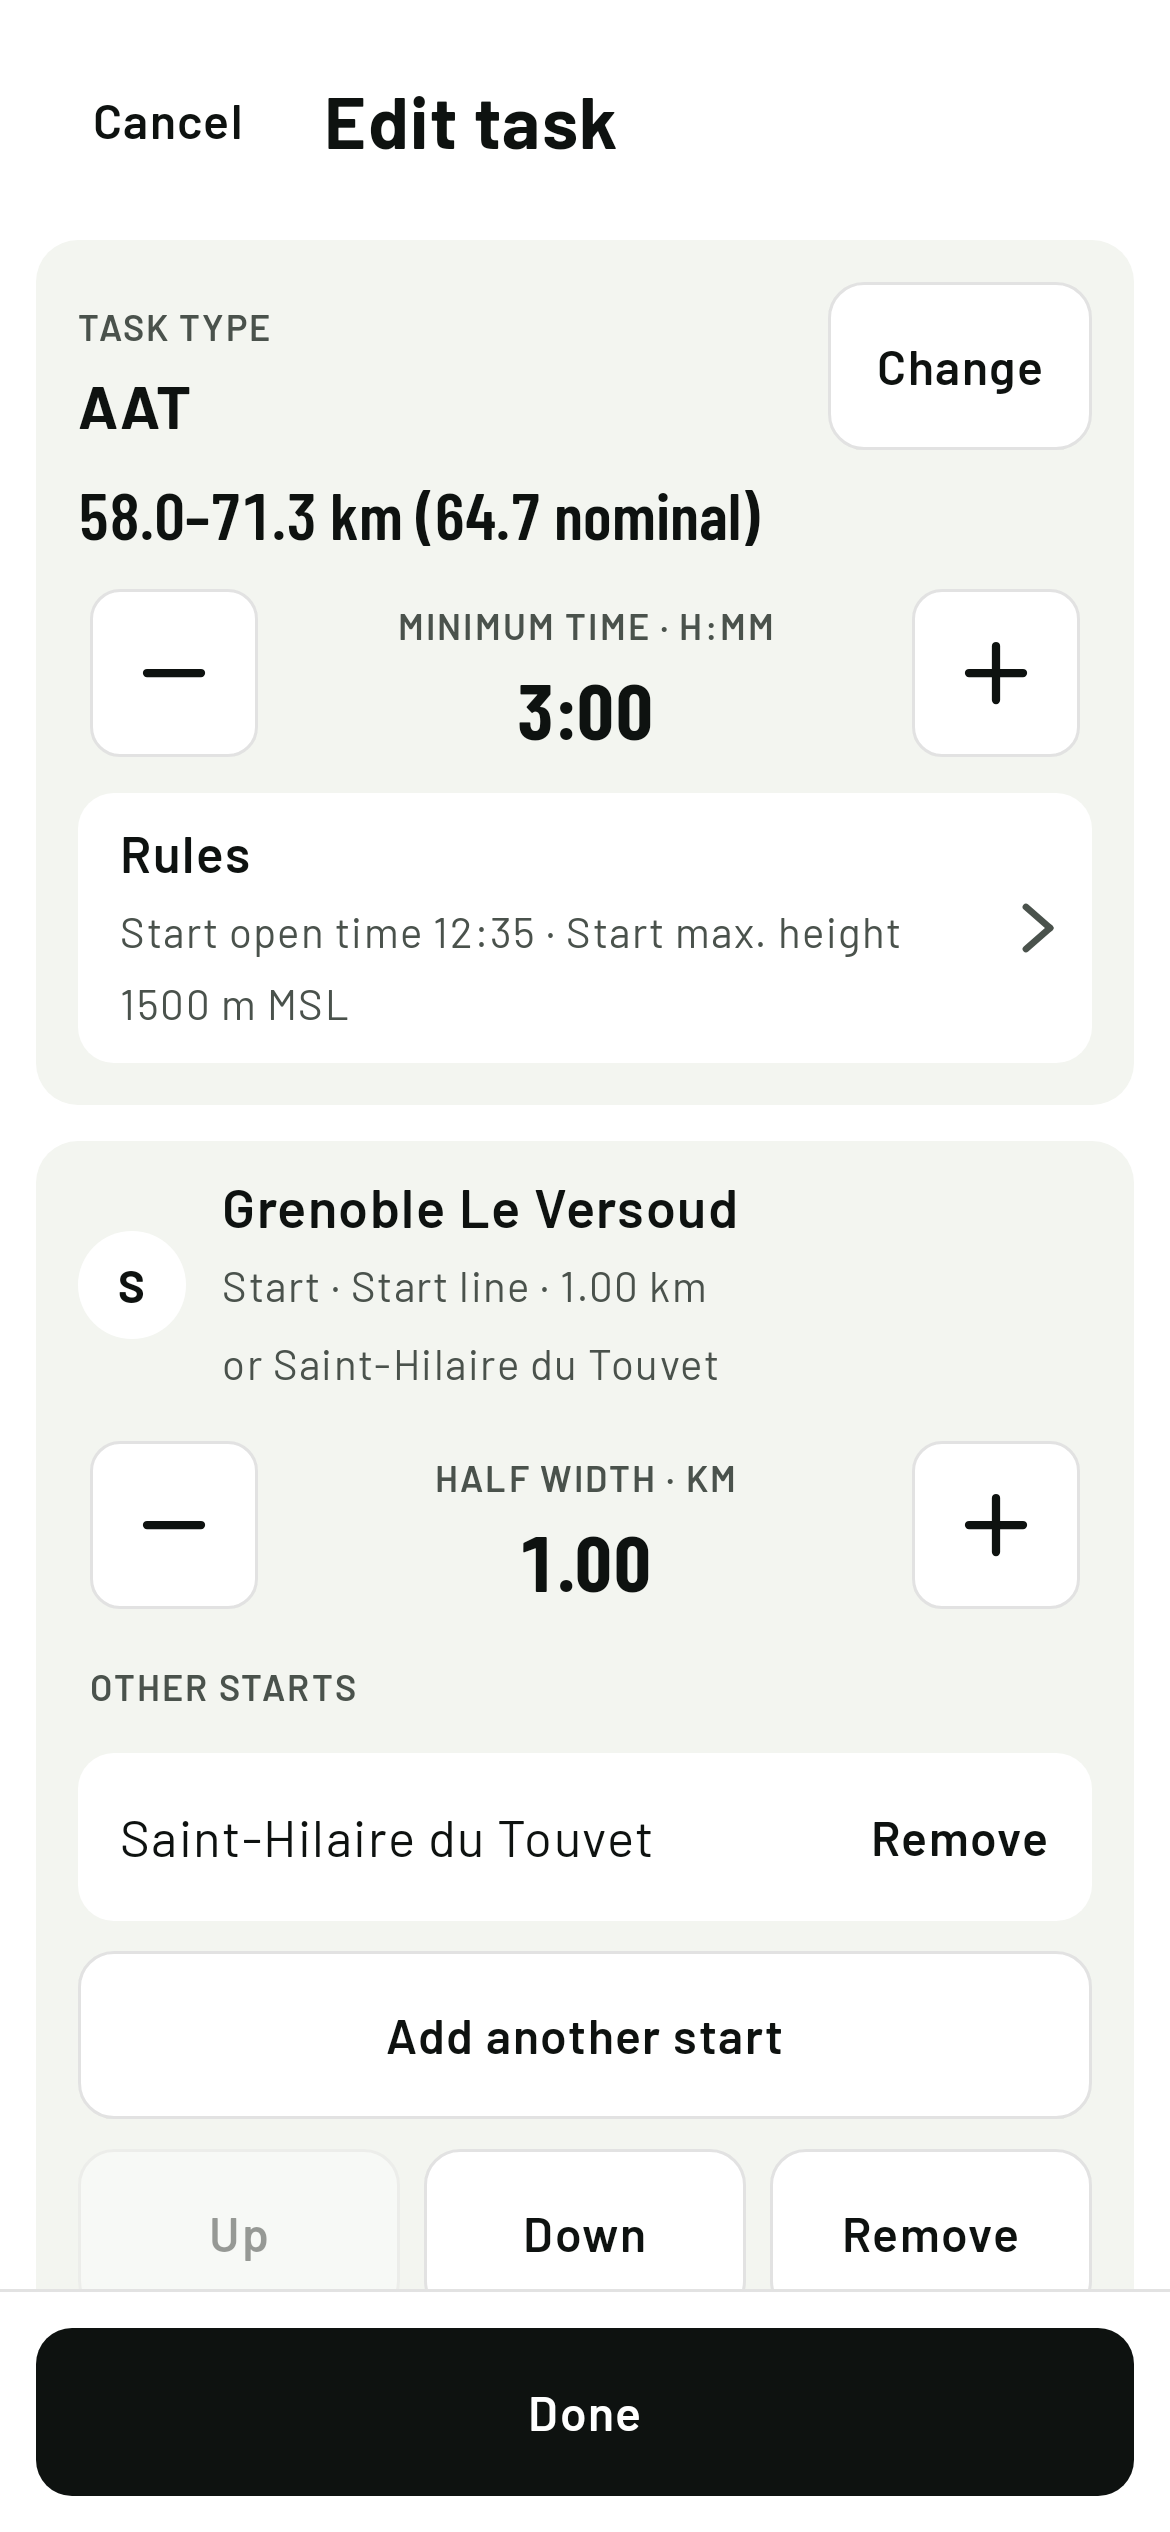 Cancel
Edit task
TASK TYPE
AAT
Change
58.0–71.3 km (64.7 nominal)
MINIMUM TIME · H:MM
3:00
Rules
Start open time 12:35 · Start max. height
1500 m MSL
S
Grenoble Le Versoud
Start · Start line · 1.00 km
or Saint-Hilaire du Touvet
HALF WIDTH · KM
1.00
OTHER STARTS
Saint-Hilaire du Touvet
Remove
Add another start
Up
Down
Remove
Done